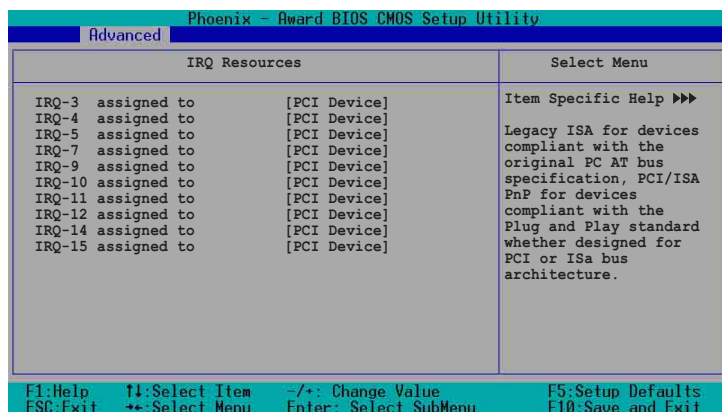 Phoenix - Award BIOS CMOS Setup Utility
Advanced
IRQ Resources
Select Menu
IRQ-3 assigned to [PCI Device]
IRQ-4 assigned to [PCI Device]
IRQ-5 assigned to [PCI Device]
IRQ-7 assigned to [PCI Device]
IRQ-9 assigned to [PCI Device]
IRQ-10 assigned to [PCI Device]
IRQ-11 assigned to [PCI Device]
IRQ-12 assigned to [PCI Device]
IRQ-14 assigned to [PCI Device]
IRQ-15 assigned to [PCI Device]
Item Specific Help ▶▶▶
Legacy ISA for devices
compliant with the
original PC AT bus
specification, PCI/ISA
PnP for devices
compliant with the
Plug and Play standard
whether designed for
PCI or ISa bus
architecture.
F1:Help ↑↓:Select Item -/+: Change Value F5:Setup Defaults
ESC:Exit →←:Select Menu Enter: Select SubMenu F10:Save and Exit